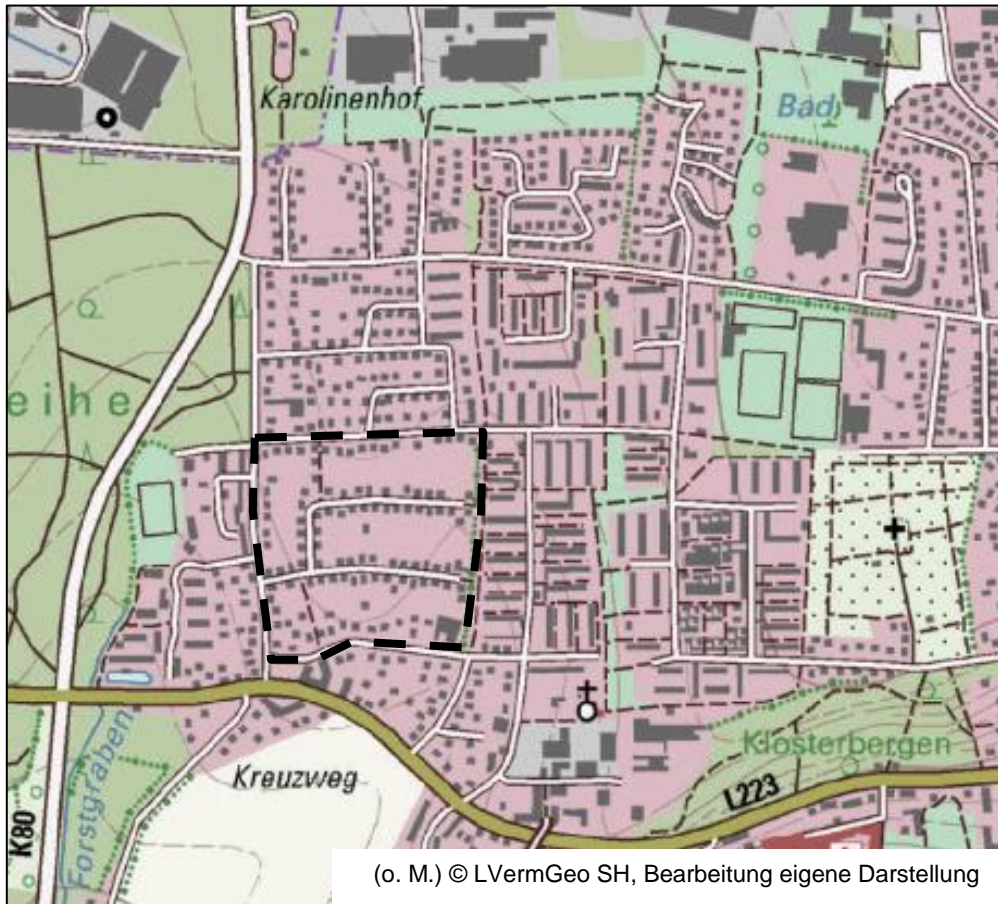 Karolinenhof
Bad
eihe
Klosterbergen
Kreuzweg
L223
Forstgraben
K80
(o. M.) © LVermGeo SH, Bearbeitung eigene Darstellung